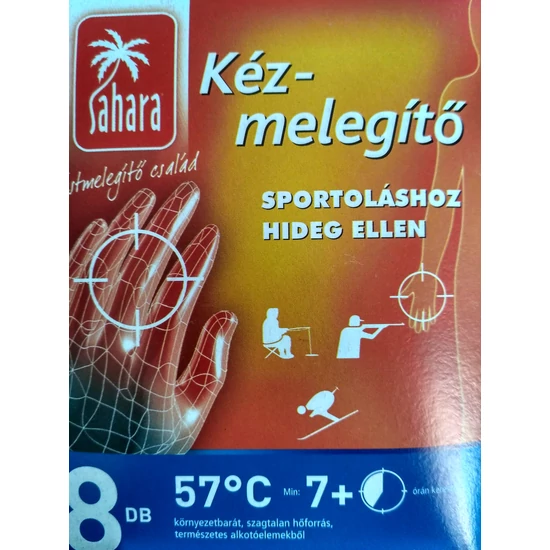 Sahara
Kéz-
melegítő
testmelegítő család
SPORTOLÁSHOZ
HIDEG ELLEN
8 DB
57°C Min: 7+ órán
környezetbarát, szagtalan hőforrás,
természetes alkotóelemekből